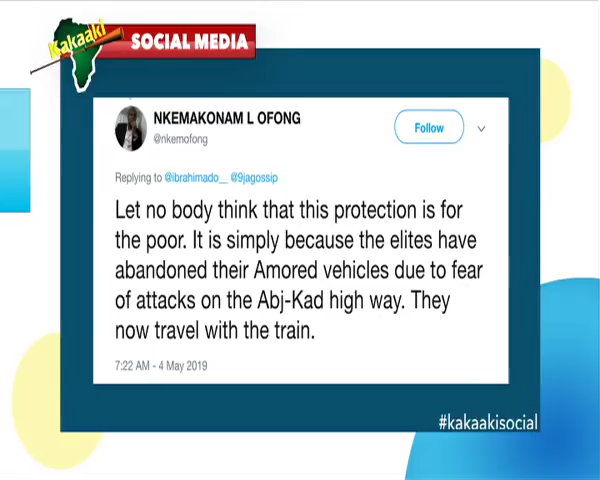 Kakaaki
SOCIAL MEDIA
NKEMAKONAM L OFONG
@nkemofong
Follow
Replying to @ibrahimado__ @9jagossip
Let no body think that this protection is for
the poor. It is simply because the elites have
abandoned their Amored vehicles due to fear
of attacks on the Abj-Kad high way. They
now travel with the train.
7:22 AM - 4 May 2019
#kakaakisocial